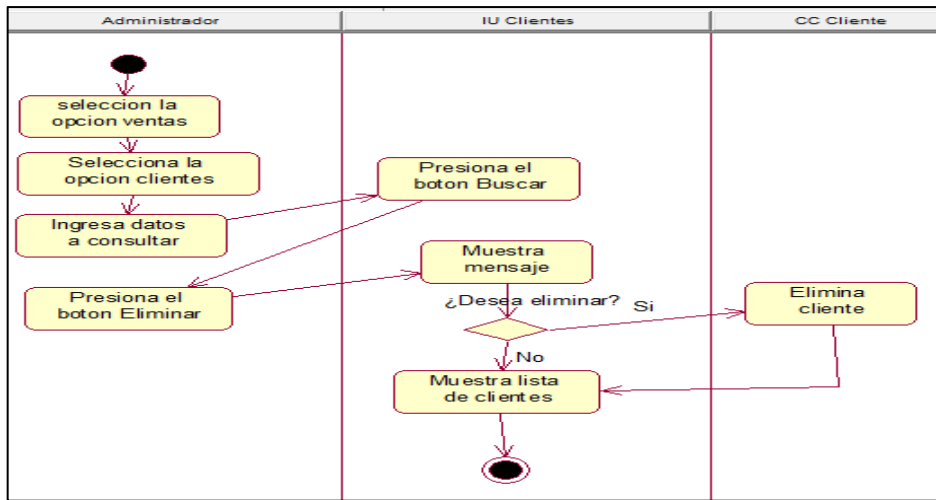 Administrador
IU Clientes
CC Cliente
seleccion la
opcion ventas
Selecciona la
opcion clientes
Ingresa datos
a consultar
Presiona el
boton Buscar
Presiona el
boton Eliminar
Muestra
mensaje
¿Desea eliminar?
Si
Elimina
cliente
No
Muestra lista
de clientes